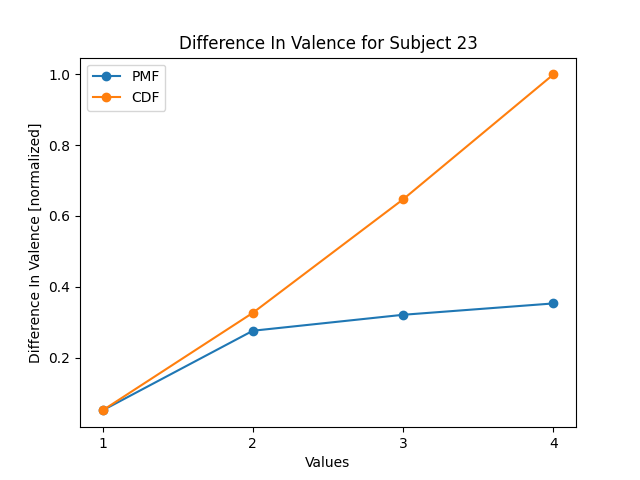 Difference In Valence for Subject 23
PMF
CDF
Difference In Valence [normalized]
1.0
0.8
0.6
0.4
0.2
1 2 3 4
Values